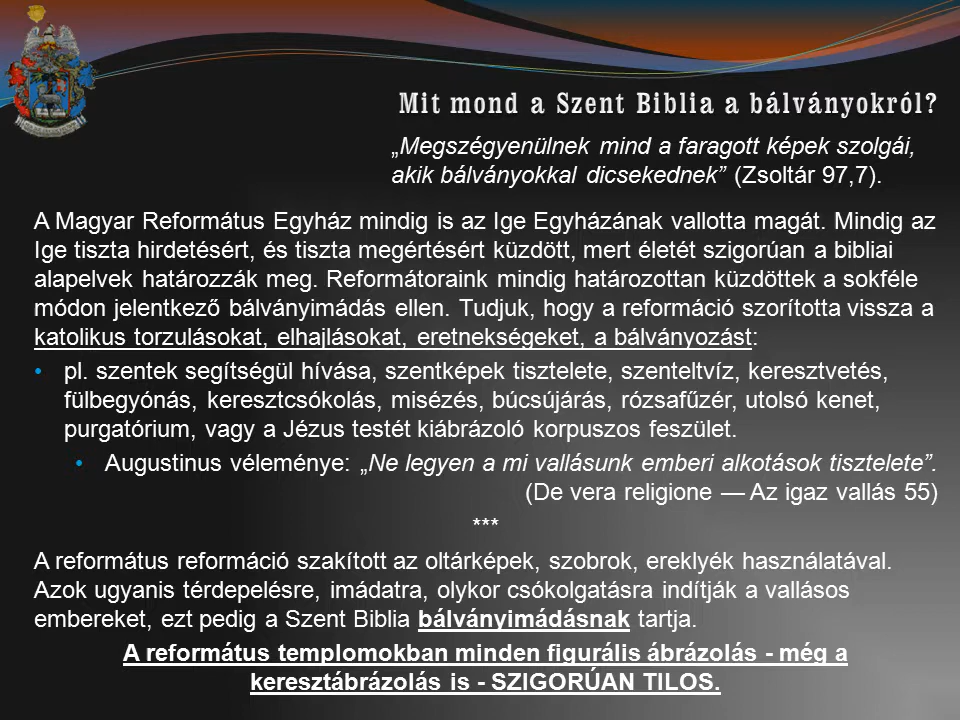 Mit mond a Szent Biblia a bálványokról?
„Megszégyenülnek mind a faragott képek szolgái,
akik bálványokkal dicsekednek” (Zsoltár 97,7).
A Magyar Református Egyház mindig is az Ige Egyházának vallotta magát. Mindig az
Ige tiszta hirdetésért, és tiszta megértésért küzdött, mert életét szigorúan a bibliai
alapelvek határozzák meg. Reformátoraink mindig határozottan küzdöttek a sokféle
módon jelentkező bálványimádás ellen. Tudjuk, hogy a reformáció szorította vissza a
katolikus torzulásokat, elhajlásokat, eretnekségeket, a bálványozást:
• pl. szentek segítségül hívása, szentképek tisztelete, szenteltvíz, keresztvetés,
fülbegyónás, keresztcsókolás, misézés, búcsújárás, rózsafűzér, utolsó kenet,
purgatórium, vagy a Jézus testét kiábrázoló korpuszos feszület.
• Augustinus véleménye: „Ne legyen a mi vallásunk emberi alkotások tisztelete”.
(De vera religione — Az igaz vallás 55)
***
A református reformáció szakított az oltárképek, szobrok, ereklyék használatával.
Azok ugyanis térdepelésre, imádatra, olykor csókolgatásra indítják a vallásos
embereket, ezt pedig a Szent Biblia bálványimádásnak tartja.
A református templomokban minden figurális ábrázolás - még a
keresztábrázolás is - SZIGORÚAN TILOS.